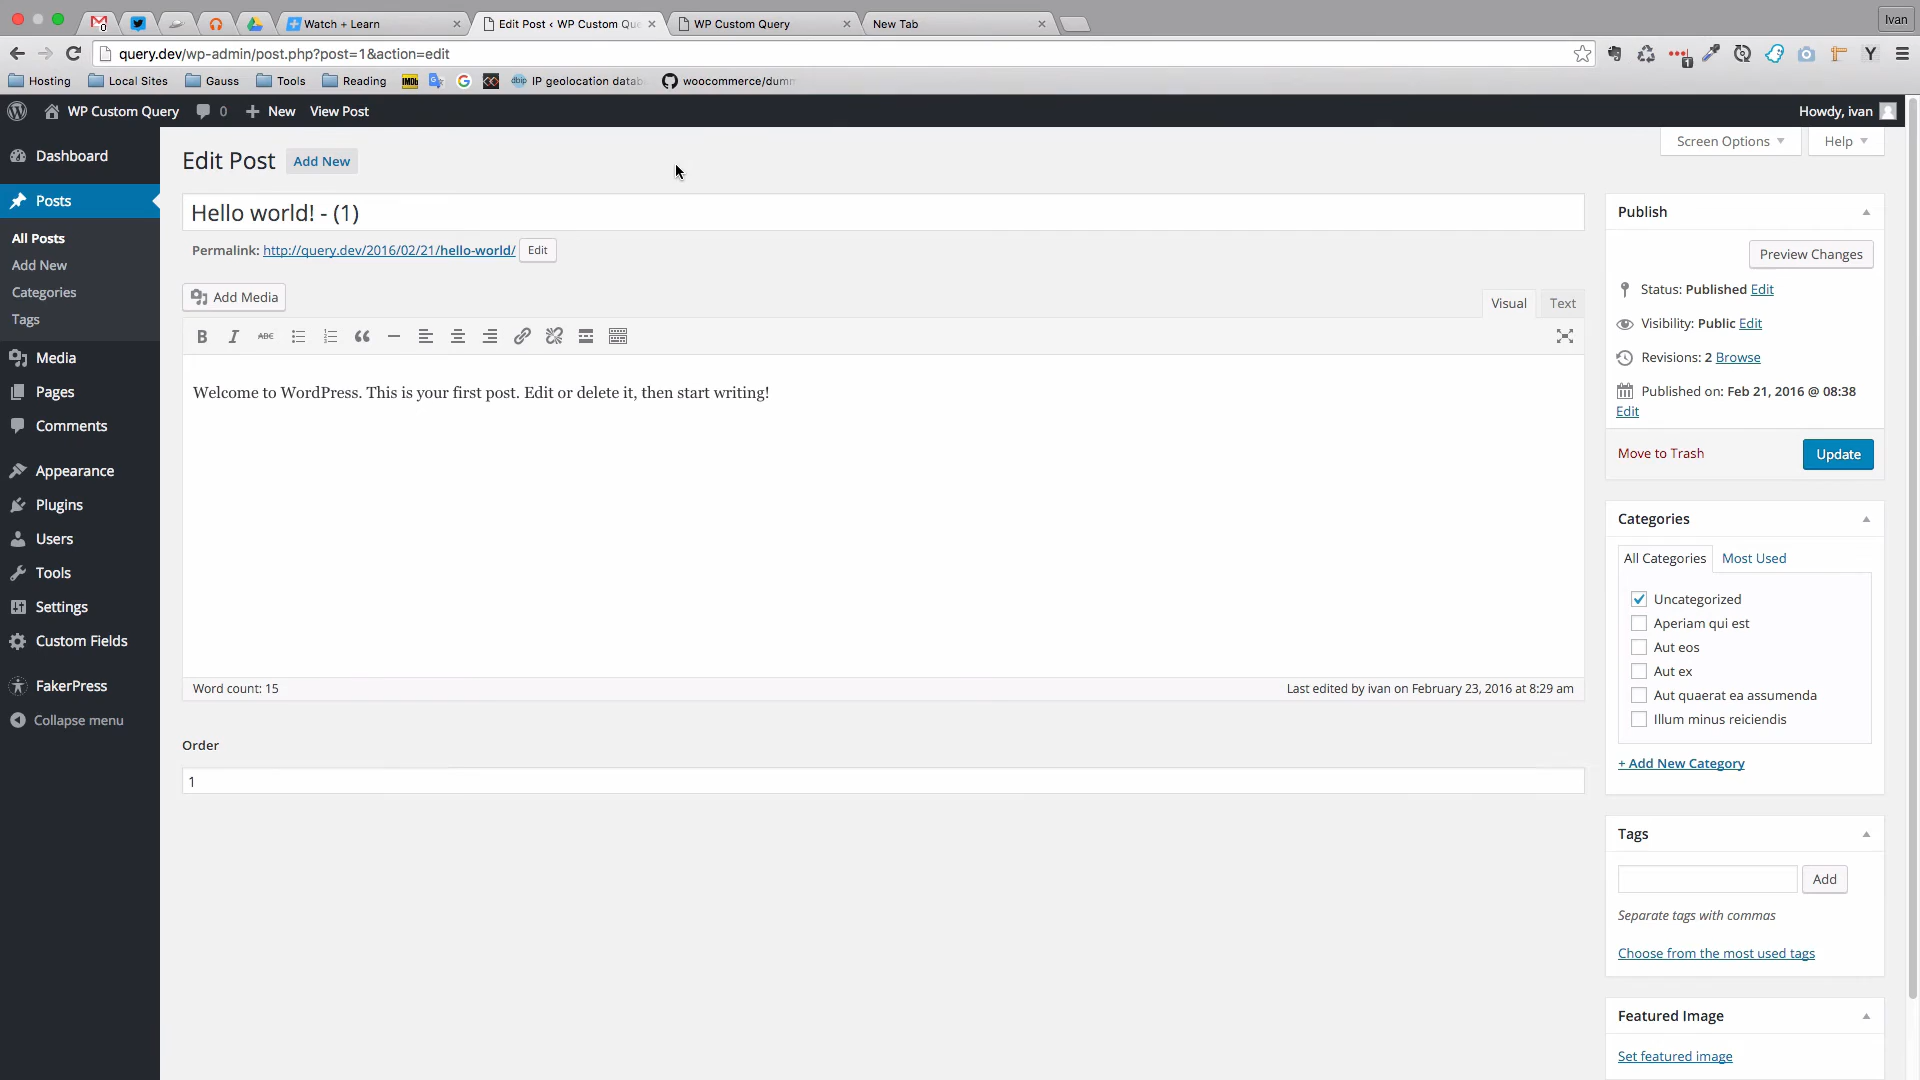 Watch + Learn
Edit Post ‹ WP Custom Qu
WP Custom Query
New Tab
Ivan
query.dev/wp-admin/post.php?post=1&action=edit
1
Hosting
Local Sites
Gauss
Tools
Reading
IMDb
dbip IP geolocation datab
woocommerce/dumm
WP Custom Query
0
New
View Post
Howdy, ivan
Screen Options
Help
Dashboard
Posts
All Posts
Add New
Categories
Tags
Media
Pages
Comments
Appearance
Plugins
Users
Tools
Settings
Custom Fields
FakerPress
Collapse menu
Edit Post
Add New
Hello world! - (1)
Permalink: http://query.dev/2016/02/21/hello-world/ Edit
Add Media
Visual
Text
B I ABC
Welcome to WordPress. This is your first post. Edit or delete it, then start writing!
Word count: 15
Last edited by ivan on February 23, 2016 at 8:29 am
Order
1
Publish
Preview Changes
Status: Published Edit
Visibility: Public Edit
Revisions: 2 Browse
Published on: Feb 21, 2016 @ 08:38
Edit
Move to Trash
Update
Categories
All Categories
Most Used
Uncategorized
Aperiam qui est
Aut eos
Aut ex
Aut quaerat ea assumenda
Illum minus reiciendis
+ Add New Category
Tags
Add
Separate tags with commas
Choose from the most used tags
Featured Image
Set featured image